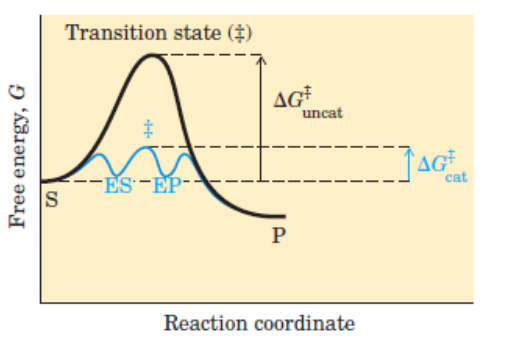 Transition state (‡)
Free energy, G
ΔG‡uncat
‡
ΔG‡cat
ES
EP
S
P
Reaction coordinate